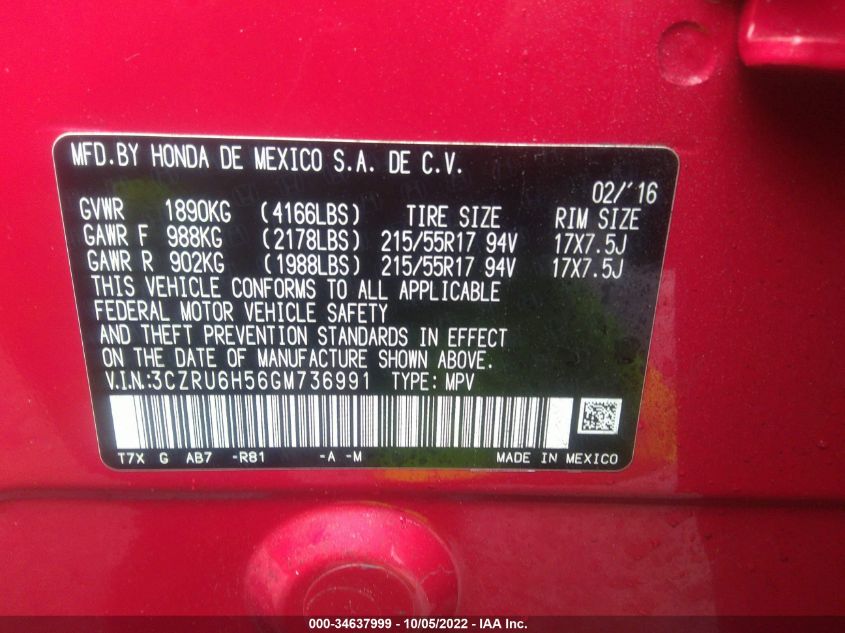 MFD.BY HONDA DE MEXICO S.A. DE C.V.
02/'16
GVWR 1890KG (4166LBS) TIRE SIZE RIM SIZE
GAWR F 988KG (2178LBS) 215/55R17 94V 17X7.5J
GAWR R 902KG (1988LBS) 215/55R17 94V 17X7.5J
THIS VEHICLE CONFORMS TO ALL APPLICABLE
FEDERAL MOTOR VEHICLE SAFETY
AND THEFT PREVENTION STANDARDS IN EFFECT
ON THE DATE OF MANUFACTURE SHOWN ABOVE.
V.I.N.:3CZRU6H56GM736991 TYPE: MPV
T7X G AB7 -R81 -A -M MADE IN MEXICO
000-34637999 - 10/05/2022 - IAA Inc.